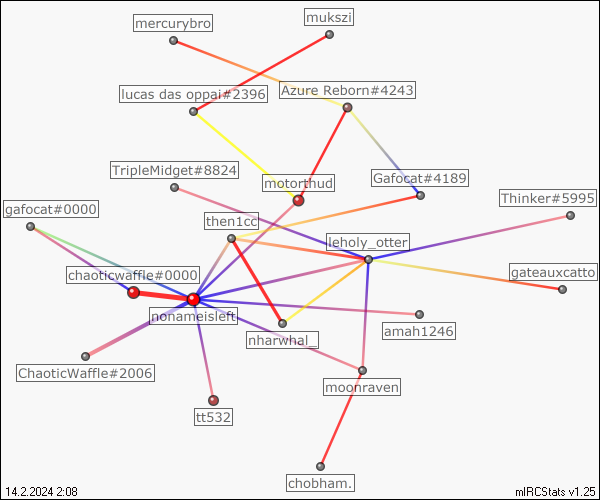 mukszi
mercurybro
lucas das oppai#2396
Azure Reborn#4243
TripleMidget#8824
motorthud
Gafocat#4189
Thinker#5995
gafocat#0000
then1cc
leholy_otter
chaoticwaffle#0000
gateauxcatto
nonameisleft
nharwhal_
amah1246
ChaoticWaffle#2006
moonraven
tt532
chobham.
14.2.2024 2:08
mIRCStats v1.25